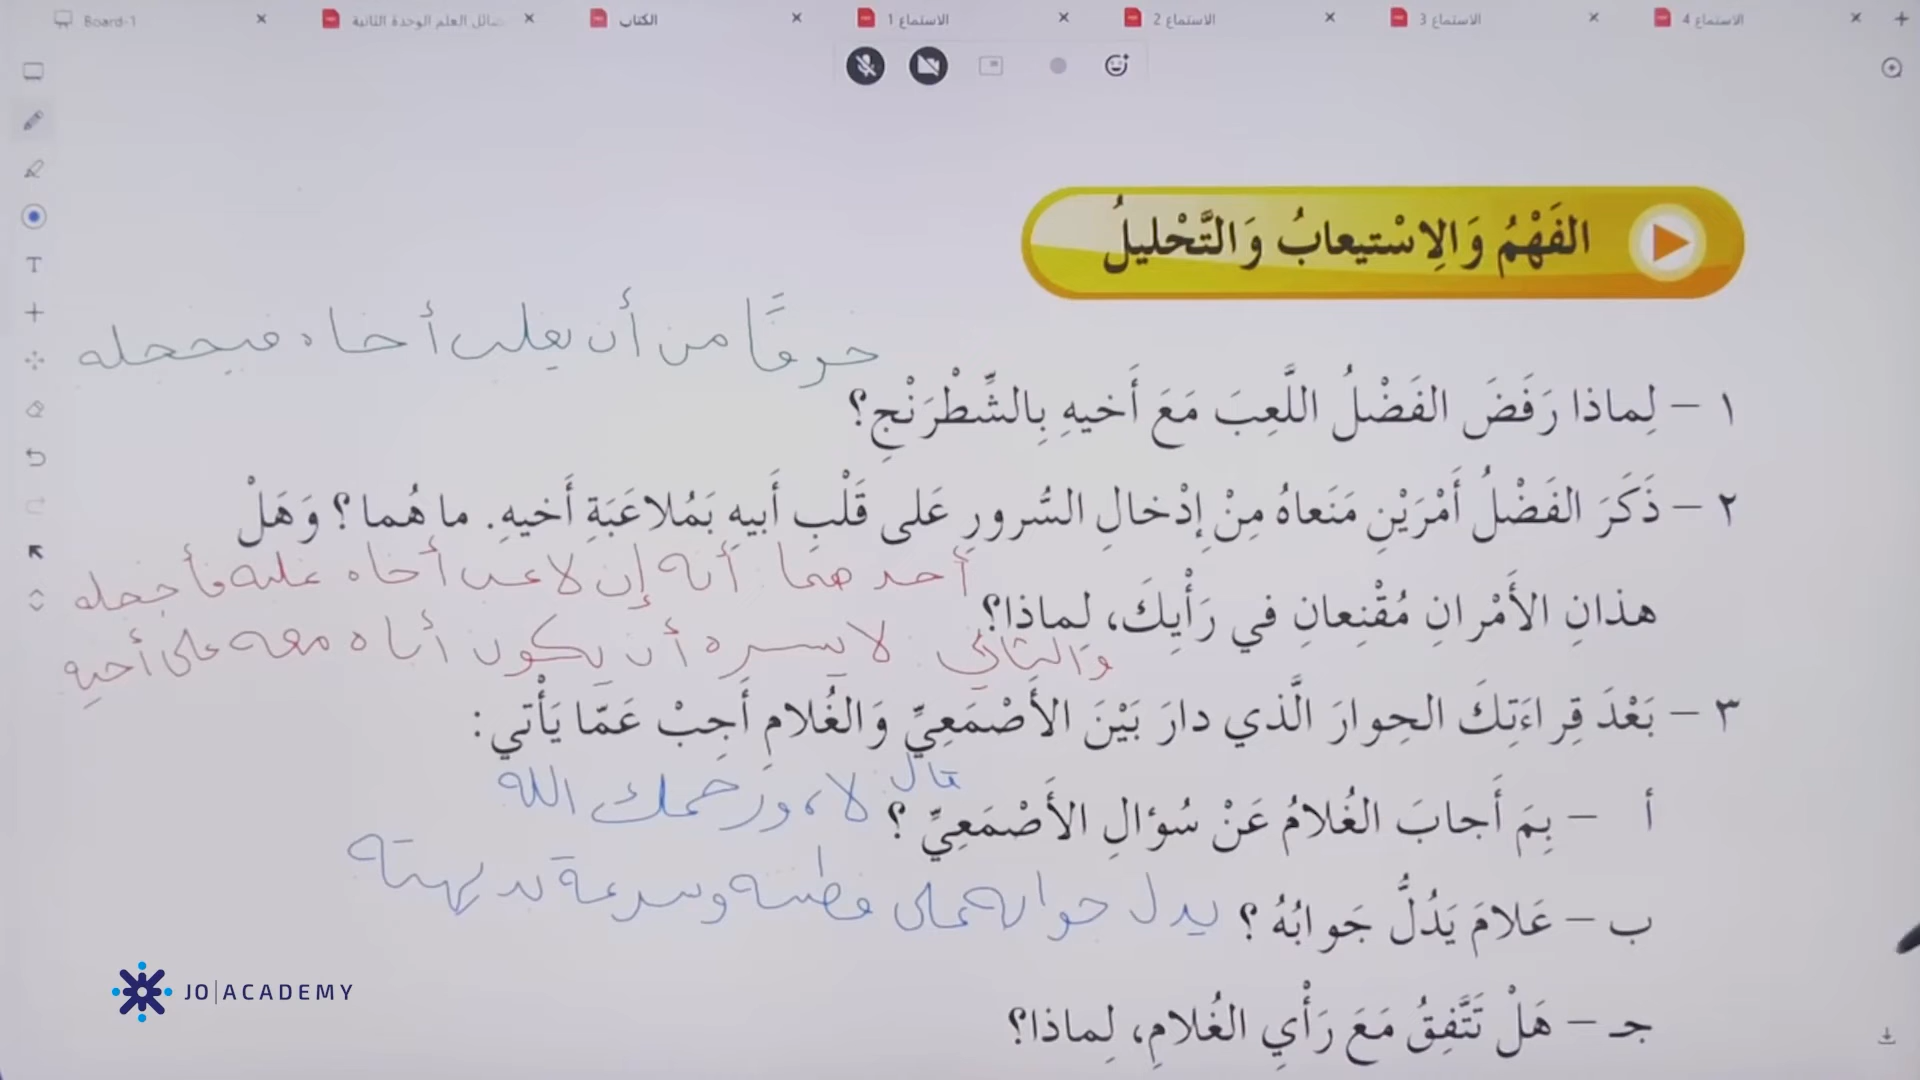 Board-1
الكتاب
الاستماع 1
الاستماع 2
الاستماع 3
الاستماع 4
الفَهْمُ وَالِاسْتيعابُ وَالتَّحْليلُ
خوفًا من أن يغلب أخاه فيخجله
١ – لِماذا رَفَضَ الفَضْلُ اللَّعِبَ مَعَ أَخيهِ بِالشِّطْرَنْجِ؟
٢ – ذَكَرَ الفَضْلُ أَمْرَيْنِ مَنَعاهُ مِنْ إِدْخالِ السُّرورِ عَلى قَلْبِ أَبيهِ بَمُلاعَبَةِ أَخيهِ. ما هُما؟ وَهَلْ
أحدهما: أنه إن لاعب أخاه غلبه فأخجله
هذانِ الأَمْرانِ مُقْنِعانِ في رَأْيِكَ، لِماذا؟
والثاني: لا يسره أن يكون أباه معه على أخيه
٣ – بَعْدَ قِراءَتِكَ الحِوارَ الَّذي دارَ بَيْنَ الأَصْمَعِيِّ وَالغُلامِ أَجِبْ عَمّا يَأْتي:
قال لا، ورحمك الله
أ – بِمَ أَجابَ الغُلامُ عَنْ سُؤالِ الأَصْمَعِيِّ؟
يدل جوابه على فطنته وسرعة بديهته
ب – عَلامَ يَدُلُّ جَوابُهُ؟
JO ACADEMY
جـ – هَلْ تَتَّفِقُ مَعَ رَأْيِ الغُلامِ، لِماذا؟